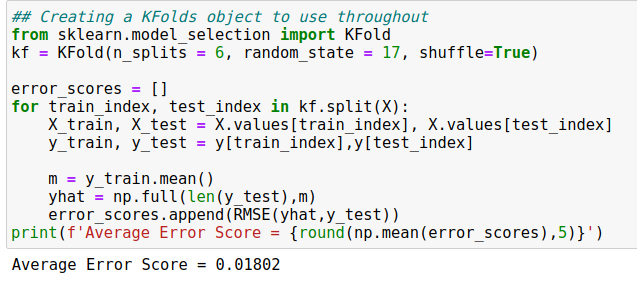 ## Creating a KFolds object to use throughout
from sklearn.model_selection import KFold
kf = KFold(n_splits = 6, random_state = 17, shuffle=True)
error_scores = []
for train_index, test_index in kf.split(X):
    X_train, X_test = X.values[train_index], X.values[test_index]
    y_train, y_test = y[train_index],y[test_index]
    m = y_train.mean()
    yhat = np.full(len(y_test),m)
    error_scores.append(RMSE(yhat,y_test))
print(f'Average Error Score = {round(np.mean(error_scores),5)}')
Average Error Score = 0.01802